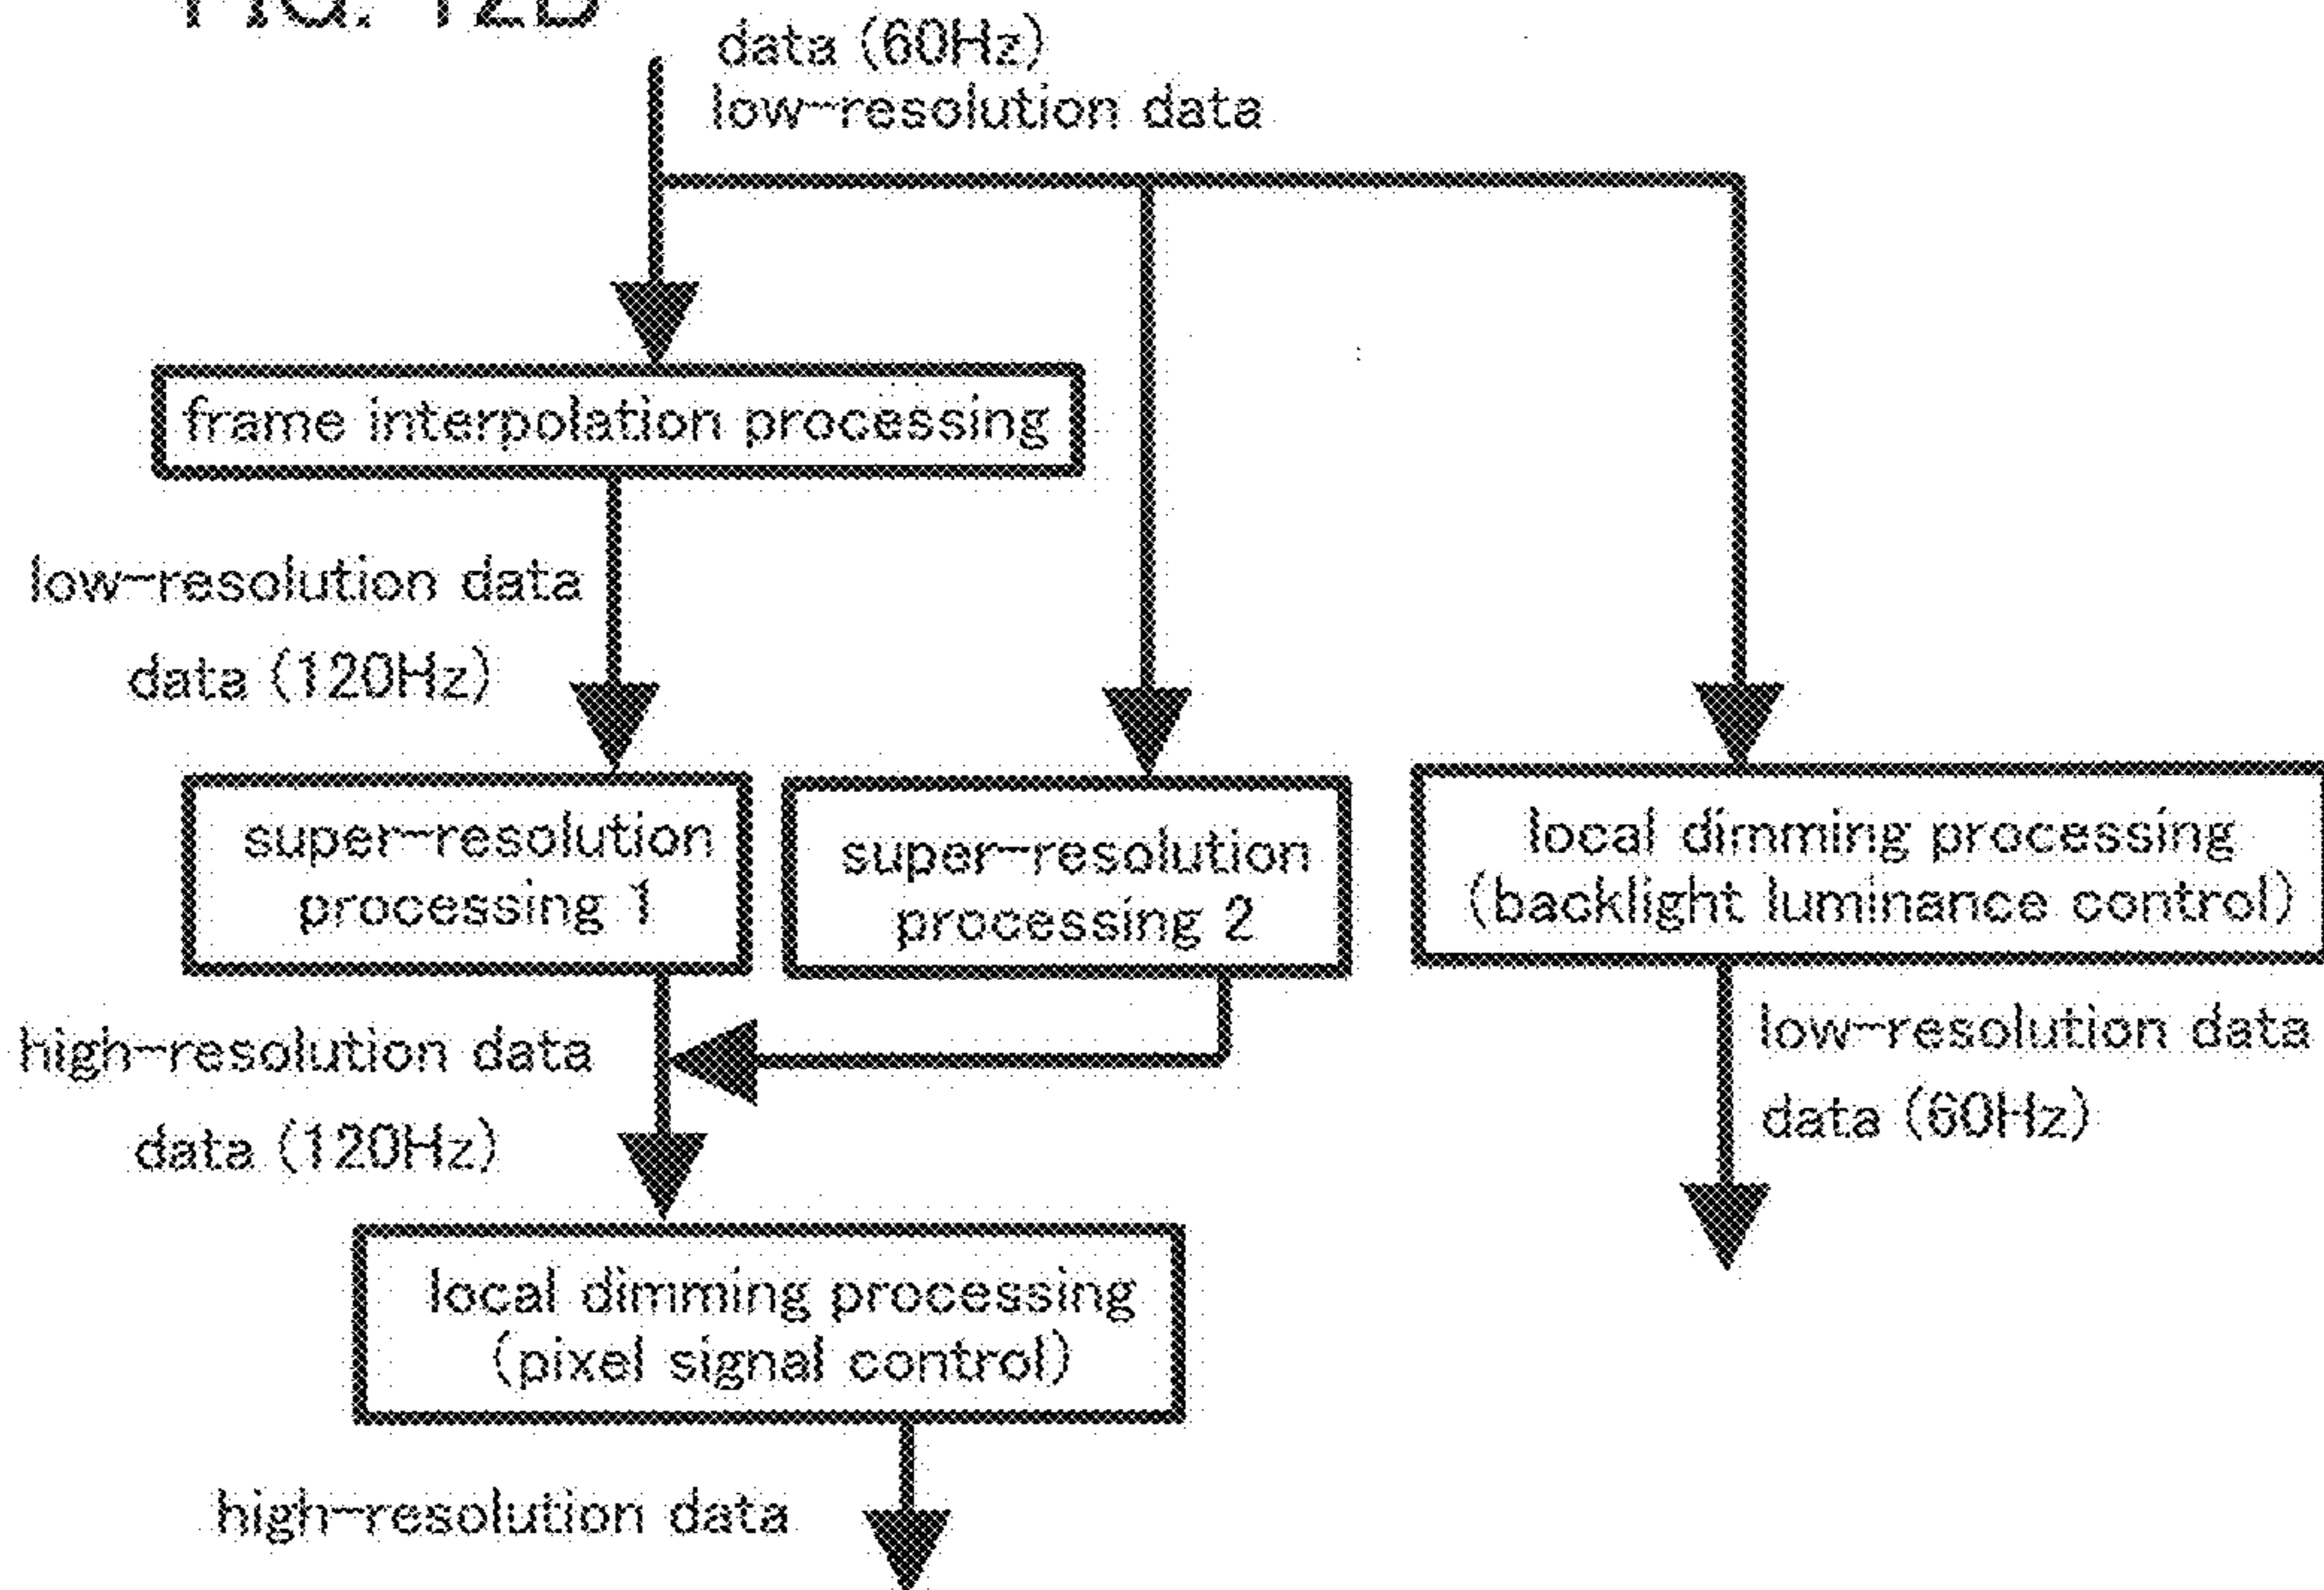 FIG. 12B
data (60Hz)
low-resolution data
frame interpolation processing
low-resolution data
data (120Hz)
super-resolution
processing 1
super-resolution
processing 2
local dimming processing
(backlight luminance control)
high-resolution data
data (120Hz)
low-resolution data
data (60Hz)
local dimming processing
(pixel signal control)
high-resolution data